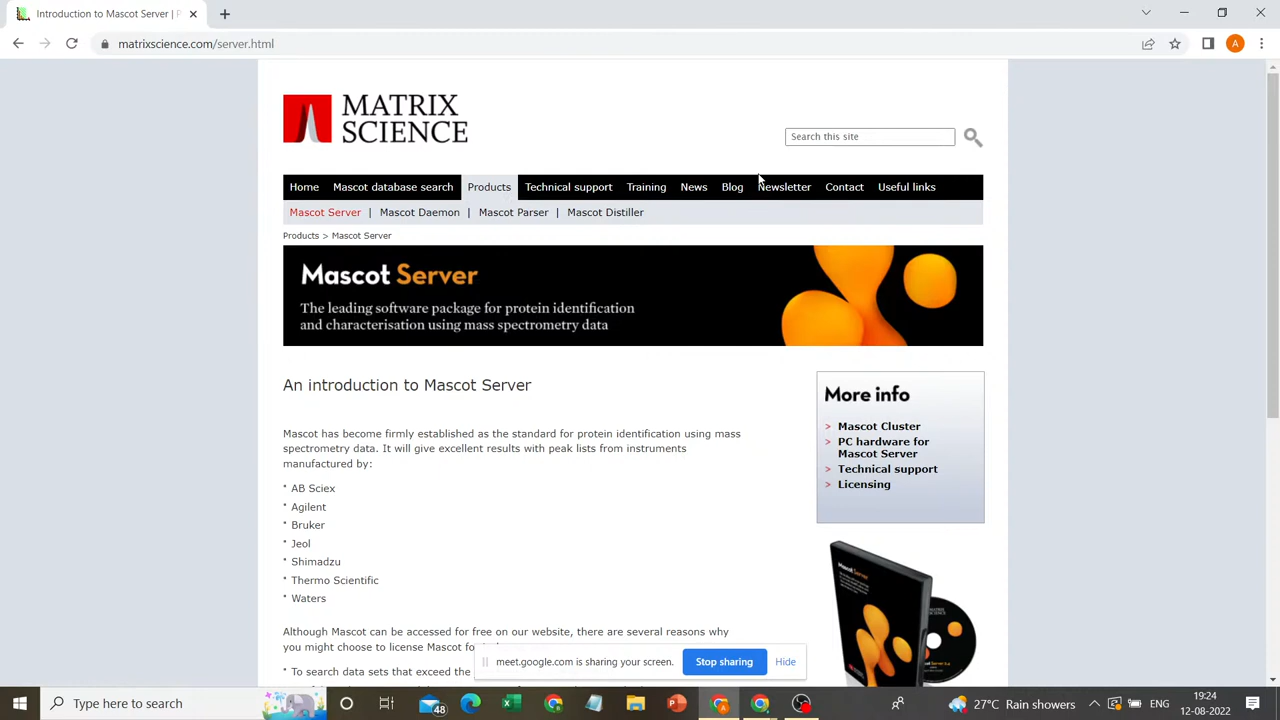 Introduction to Mascot Server | P
matrixscience.com/server.html
A
MATRIX
SCIENCE
Search this site
Home Mascot database search Products Technical support Training News Blog Newsletter Contact Useful links
Mascot Server | Mascot Daemon | Mascot Parser | Mascot Distiller
Products > Mascot Server
Mascot Server
The leading software package for protein identification
and characterisation using mass spectrometry data
An introduction to Mascot Server
Mascot has become firmly established as the standard for protein identification using mass
spectrometry data. It will give excellent results with peak lists from instruments
manufactured by:
* AB Sciex
* Agilent
* Bruker
* Jeol
* Shimadzu
* Thermo Scientific
* Waters
Although Mascot can be accessed for free on our website, there are several reasons why
you might choose to license Mascot fo
* To search data sets that exceed the
More info
> Mascot Cluster
> PC hardware for
Mascot Server
> Technical support
> Licensing
Mascot Server
meet.google.com is sharing your screen. Stop sharing Hide
Type here to search
48
27°C Rain showers
ENG
19:24
12-08-2022